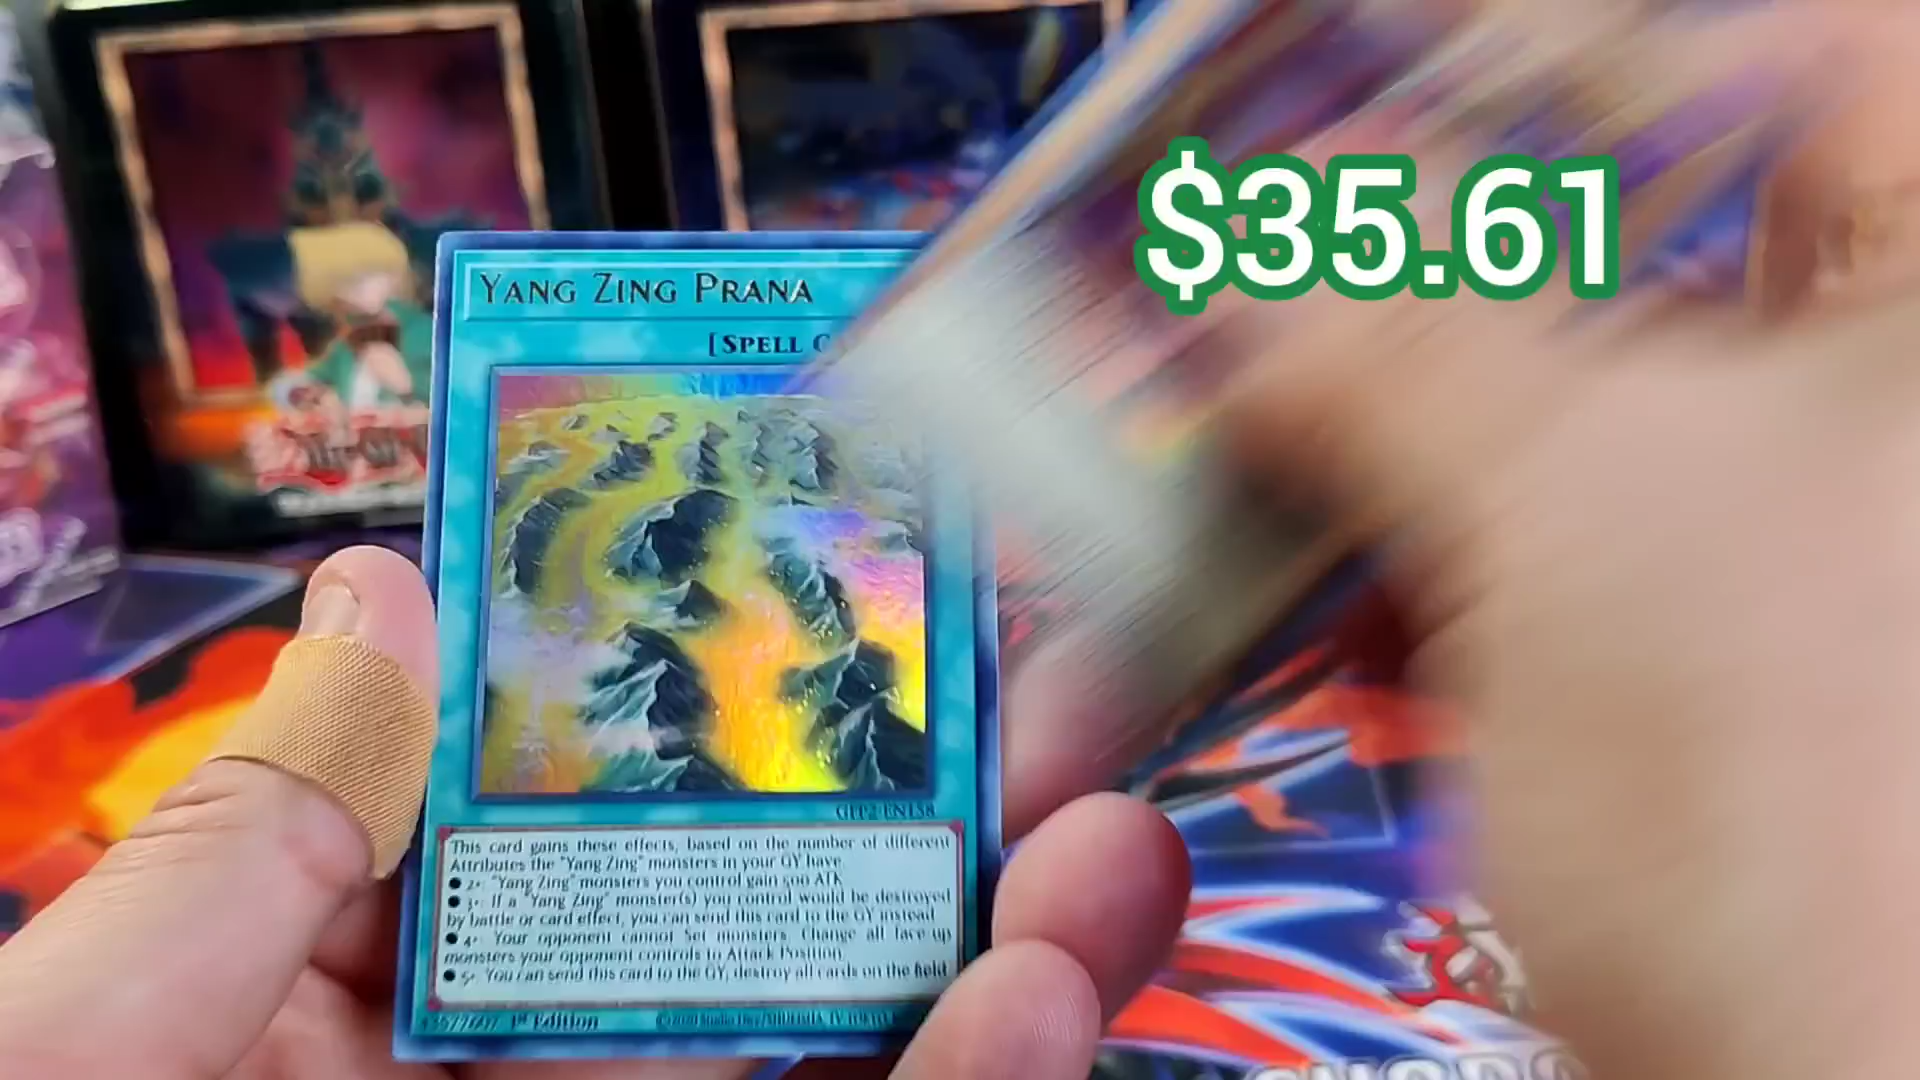 $35.61
YANG ZING PRANA
[SPELL
GFP2-EN158
This card gains these effects, based on the number of different
Attributes the "Yang Zing" monsters in your GY have.
● 2+: "Yang Zing" monsters you control gain 500 ATK.
● 3+: If a "Yang Zing" monster(s) you control would be destroyed
by battle or card effect, you can send this card to the GY instead.
● 4+: Your opponent cannot Set monsters. Change all face-up
monsters your opponent controls to Attack Position.
● 5+: You can send this card to the GY; destroy all cards on the field.
1st Edition